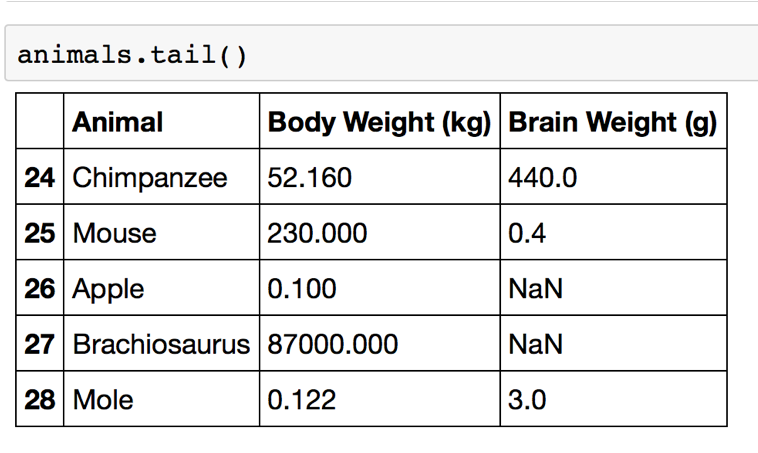 animals.tail()
Animal Body Weight (kg) Brain Weight (g)
24 Chimpanzee 52.160 440.0
25 Mouse 230.000 0.4
26 Apple 0.100 NaN
27 Brachiosaurus 87000.000 NaN
28 Mole 0.122 3.0